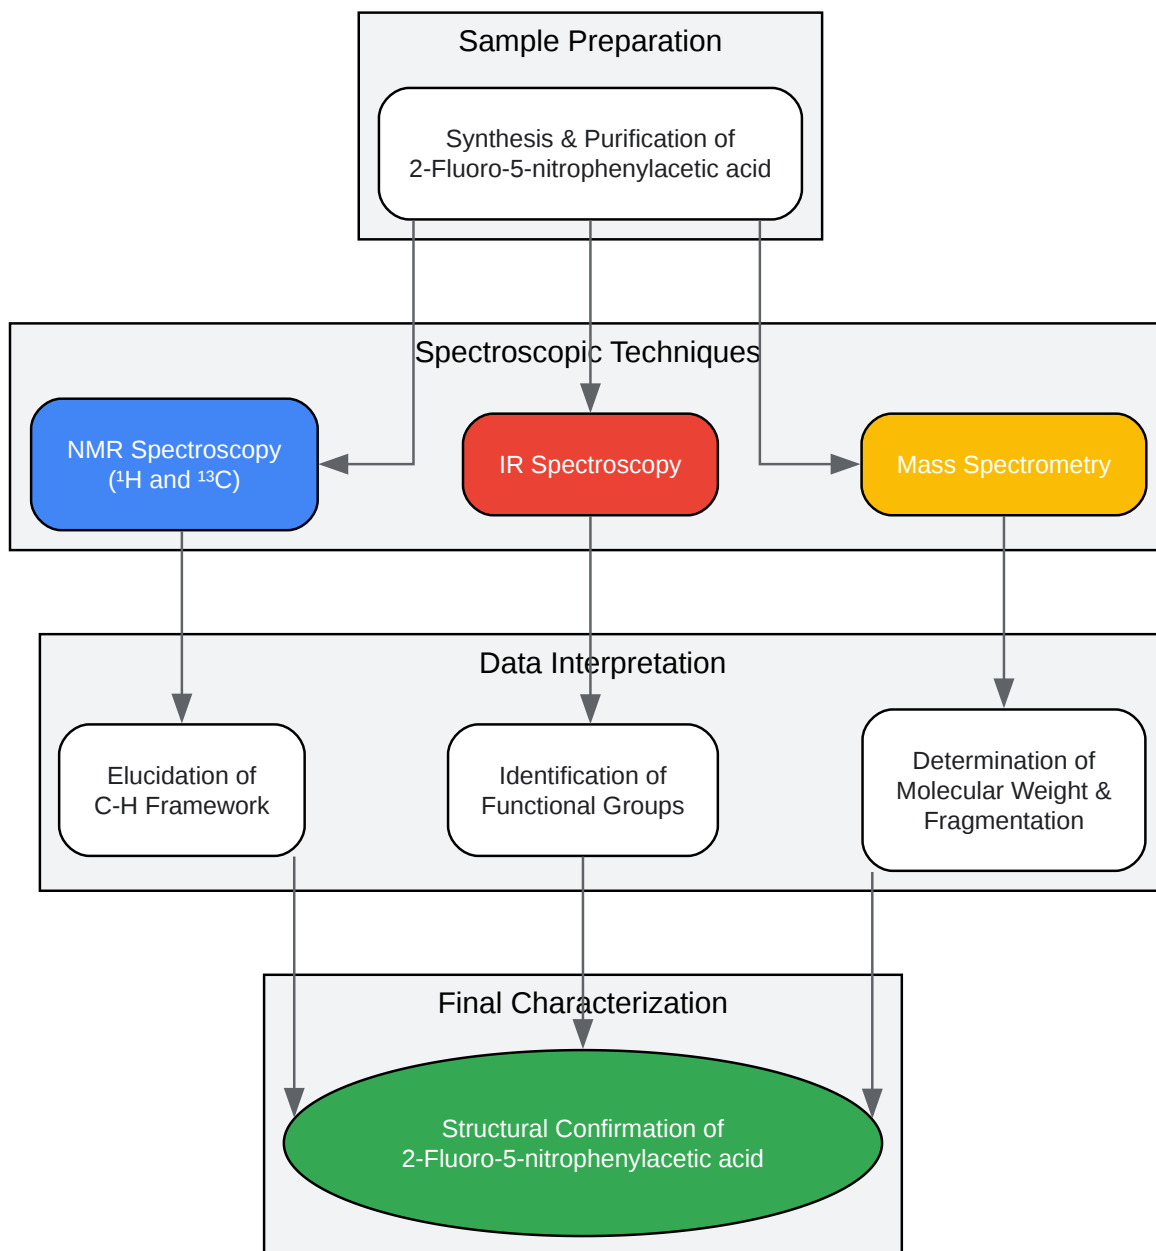 Sample Preparation
Synthesis & Purification of
2-Fluoro-5-nitrophenylacetic acid
Spectroscopic Techniques
NMR Spectroscopy
(¹H and ¹³C)
IR Spectroscopy
Mass Spectrometry
Data Interpretation
Elucidation of
C-H Framework
Identification of
Functional Groups
Determination of
Molecular Weight &
Fragmentation
Final Characterization
Structural Confirmation of
2-Fluoro-5-nitrophenylacetic acid